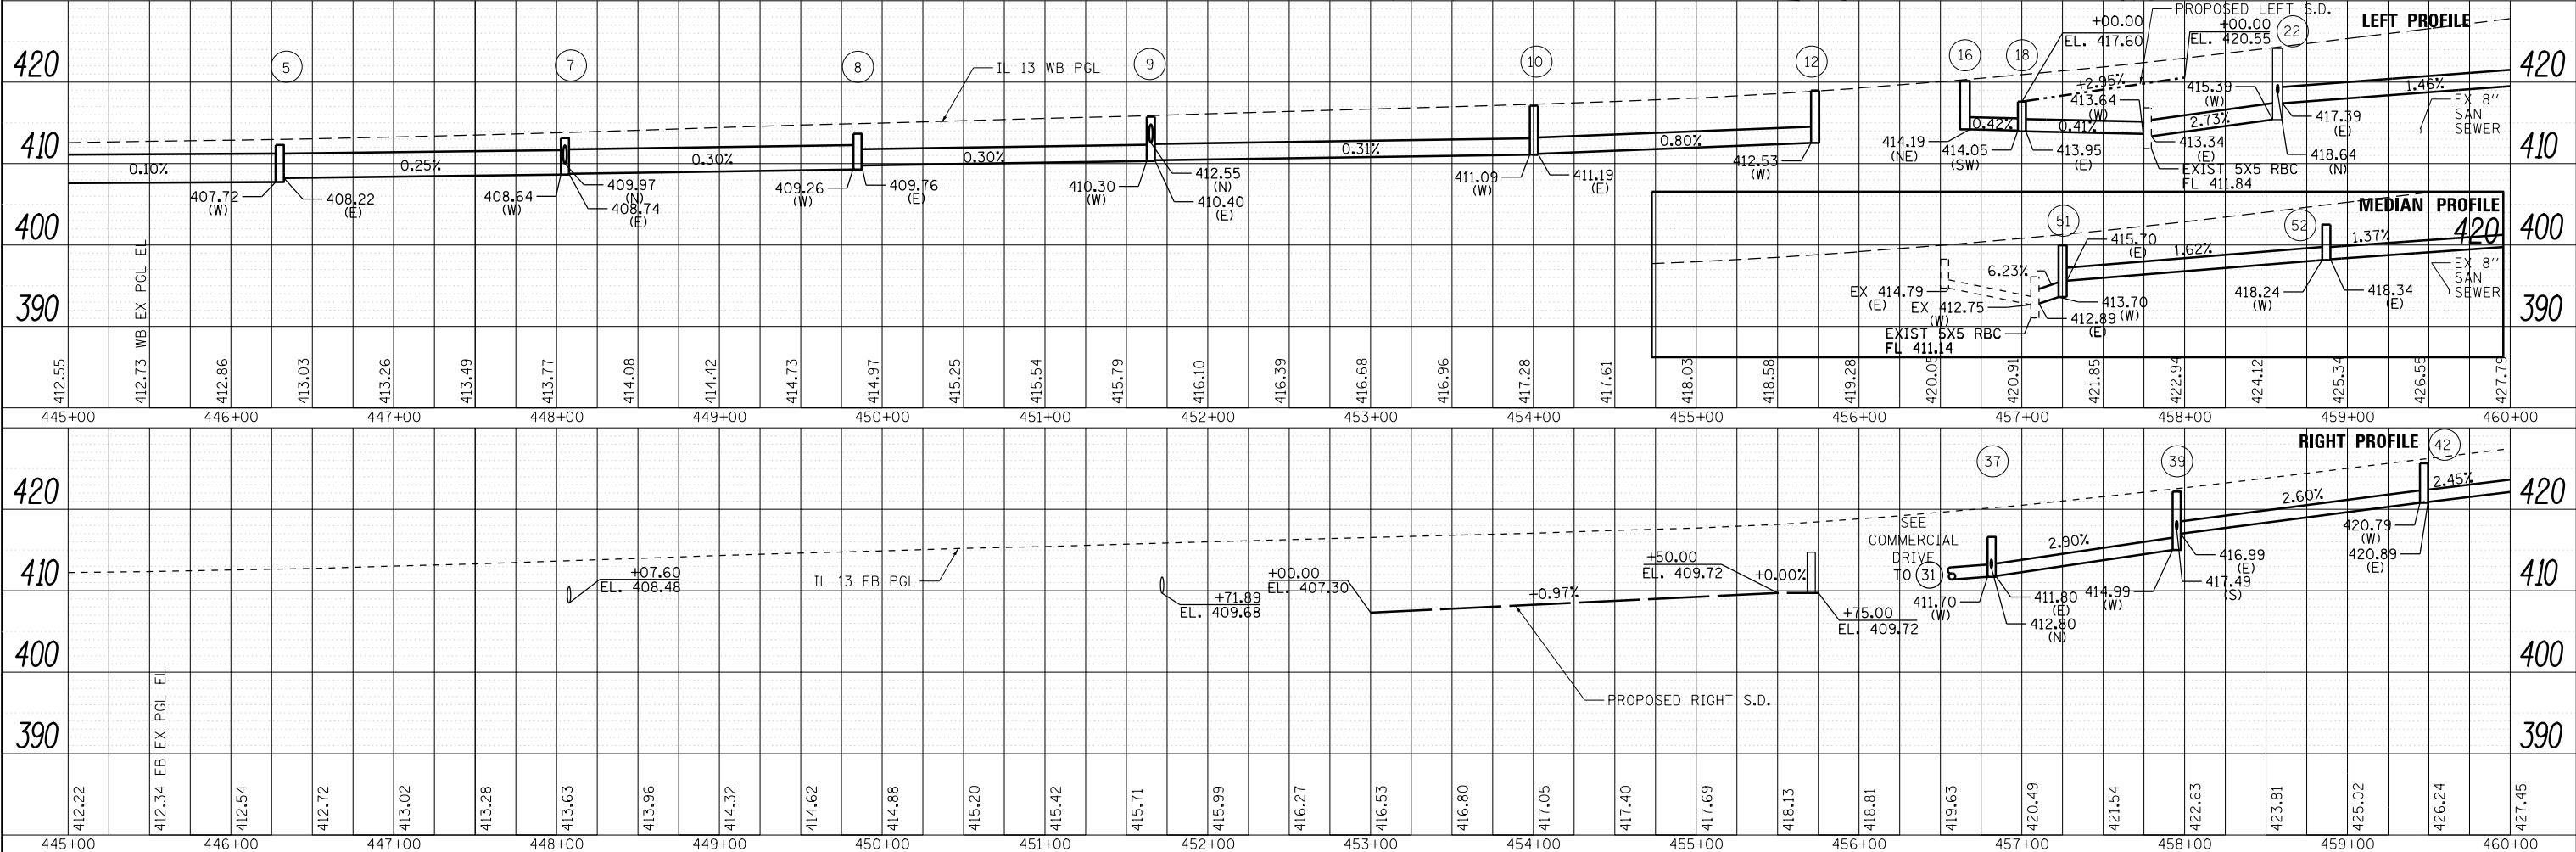 LEFT PROFILE
PROPOSED LEFT S.D.
+00.00
EL. 417.60
+00.00
EL. 420.55
420
410
400
390
5
7
8
9
10
12
16
18
22
IL 13 WB PGL
0.10%
0.25%
0.30%
0.30%
0.31%
0.80%
0.42%
0.41%
+2.95%
2.73%
1.46%
407.72
(W)
408.22
(E)
408.64
(W)
409.97
(N)
408.74
(E)
409.26
(W)
409.76
(E)
410.30
(W)
412.55
(N)
410.40
(E)
411.09
(W)
411.19
(E)
412.53
(W)
414.19
(NE)
414.05
(SW)
413.95
(E)
413.64
(W)
413.34
(E)
EXIST 5X5 RBC
FL 411.84
415.39
(W)
417.39
(E)
418.64
(N)
EX 8''
SAN
SEWER
420
410
400
390
MEDIAN PROFILE
420
51
52
6.23%
1.62%
1.37%
415.70
(E)
EX 414.79
(E)
EX 412.75
(W)
413.70
(W)
412.89
(E)
EXIST 5X5 RBC
FL 411.14
418.24
(W)
418.34
(E)
EX 8''
SAN
SEWER
WB EX PGL EL
412.55
412.73
412.86
413.03
413.26
413.49
413.77
414.08
414.42
414.73
414.97
415.25
415.54
415.79
416.10
416.39
416.68
416.96
417.28
417.61
418.03
418.58
419.28
420.05
420.91
421.85
422.94
424.12
425.34
426.55
427.79
445+00
446+00
447+00
448+00
449+00
450+00
451+00
452+00
453+00
454+00
455+00
456+00
457+00
458+00
459+00
460+00
RIGHT PROFILE
420
410
400
390
37
39
42
IL 13 EB PGL
+07.60
EL. 408.48
+71.89
EL. 409.68
+00.00
EL. 407.30
+0.97%
+50.00
EL. 409.72
+0.00%
+75.00
EL. 409.72
PROPOSED RIGHT S.D.
SEE
COMMERCIAL
DRIVE
TO 31
2.90%
2.60%
2.45%
411.70
(W)
411.80
(E)
412.80
(N)
414.99
(W)
416.99
(E)
417.49
(S)
420.79
(W)
420.89
(E)
420
410
400
390
EB EX PGL EL
412.22
412.34
412.54
412.72
413.02
413.28
413.63
413.96
414.32
414.62
414.88
415.20
415.42
415.71
415.99
416.27
416.53
416.80
417.05
417.40
417.69
418.13
418.81
419.63
420.49
421.54
422.63
423.81
425.02
426.24
427.45
445+00
446+00
447+00
448+00
449+00
450+00
451+00
452+00
453+00
454+00
455+00
456+00
457+00
458+00
459+00
460+00